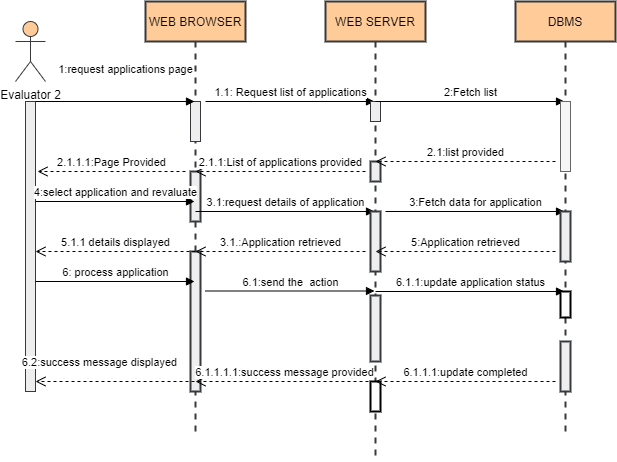 WEB BROWSER
WEB SERVER
DBMS
1:request applications page
Evaluator 2
1.1: Request list of applications
2:Fetch list
2.1:list provided
2.1.1.1:Page Provided
2.1.1:List of applications provided
4:select application and revaluate
3.1:request details of application
3:Fetch data for application
5.1.1 details displayed
3.1.:Application retrieved
5:Application retrieved
6: process application
6.1:send the action
6.1.1:update application status
6.2:success message displayed
6.1.1.1.1:success message provided
6.1.1.1:update completed